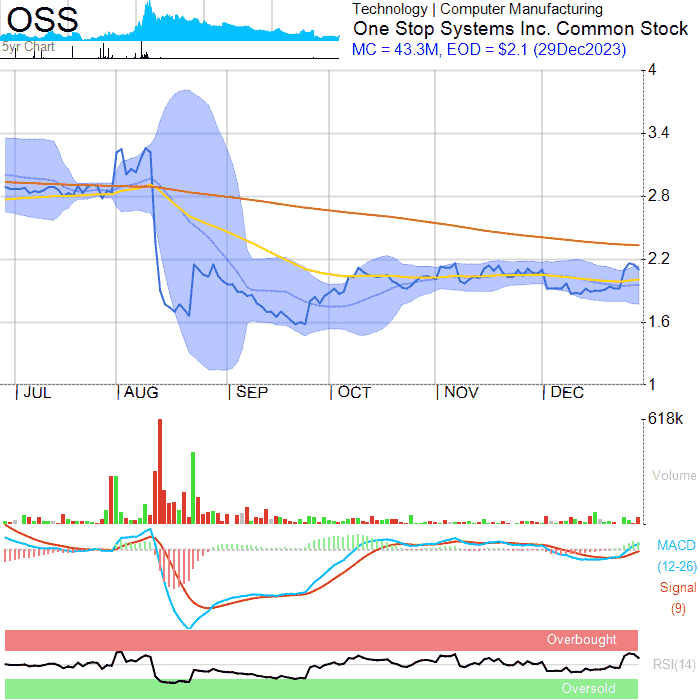 OSS
5yr Chart
Technology | Computer Manufacturing
One Stop Systems Inc. Common Stock
MC = 43.3M, EOD = $2.1 (29Dec2023)
4
3.4
2.8
2.2
1.6
1
JUL AUG SEP OCT NOV DEC
618k
Volume
MACD
(12-26)
Signal
(9)
Overbought
RSI(14)
Oversold